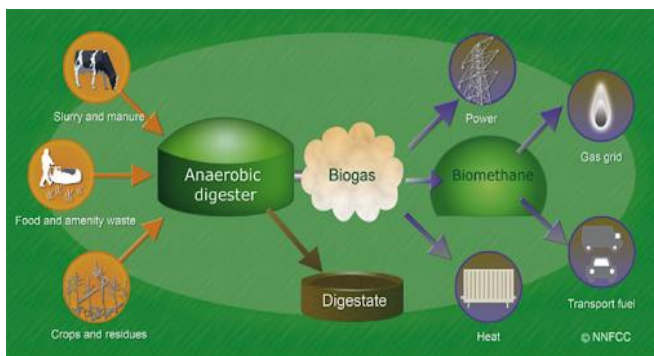 Slurry and manure
Food and amenity waste
Crops and residues
Anaerobic
digester
Biogas
Digestate
Power
Biomethane
Heat
Gas grid
Transport fuel
© NNFCC